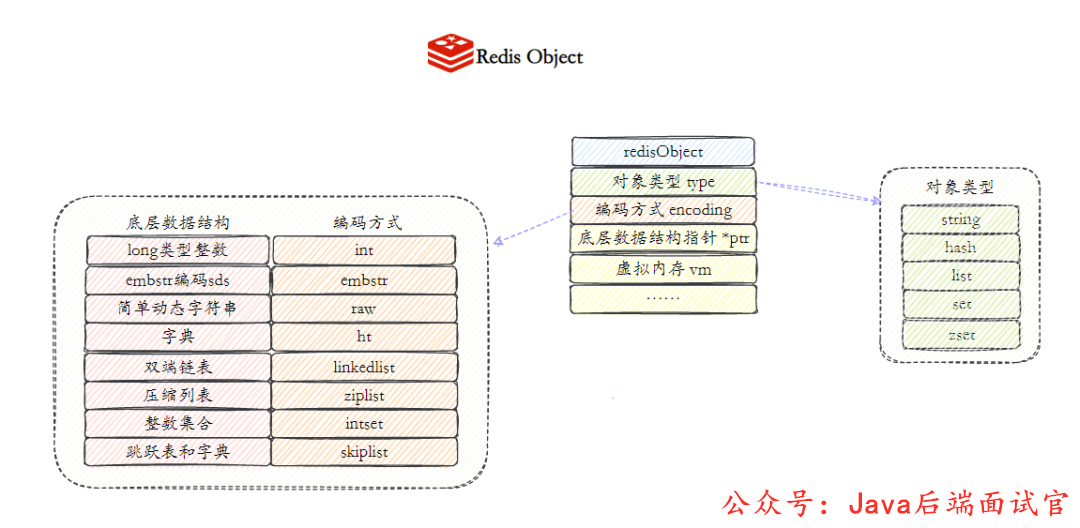 Redis Object
redisObject
对象类型 type
编码方式 encoding
底层数据结构指针 *ptr
虚拟内存 vm
……
对象类型
string
hash
list
set
zset
底层数据结构 编码方式
long类型整数 int
embstr编码sds embstr
简单动态字符串 raw
字典 ht
双端链表 linkedlist
压缩列表 ziplist
整数集合 intset
跳跃表和字典 skiplist
公众号：Java后端面试官